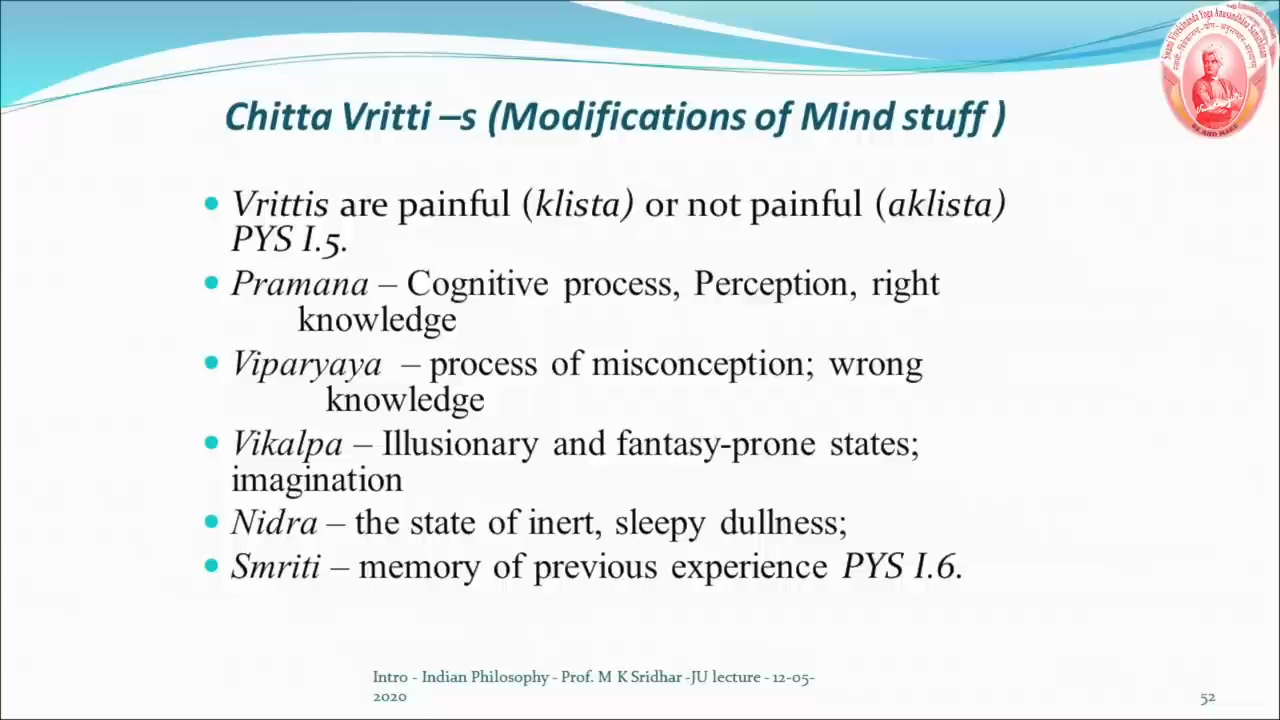 Chitta Vritti –s (Modifications of Mind stuff )
• Vrittis are painful (klista) or not painful (aklista)
PYS I.5.
• Pramana – Cognitive process, Perception, right
knowledge
• Viparyaya – process of misconception; wrong
knowledge
• Vikalpa – Illusionary and fantasy-prone states;
imagination
• Nidra – the state of inert, sleepy dullness;
• Smriti – memory of previous experience PYS I.6.
Intro - Indian Philosophy - Prof. M K Sridhar -JU lecture - 12-05-
2020
52